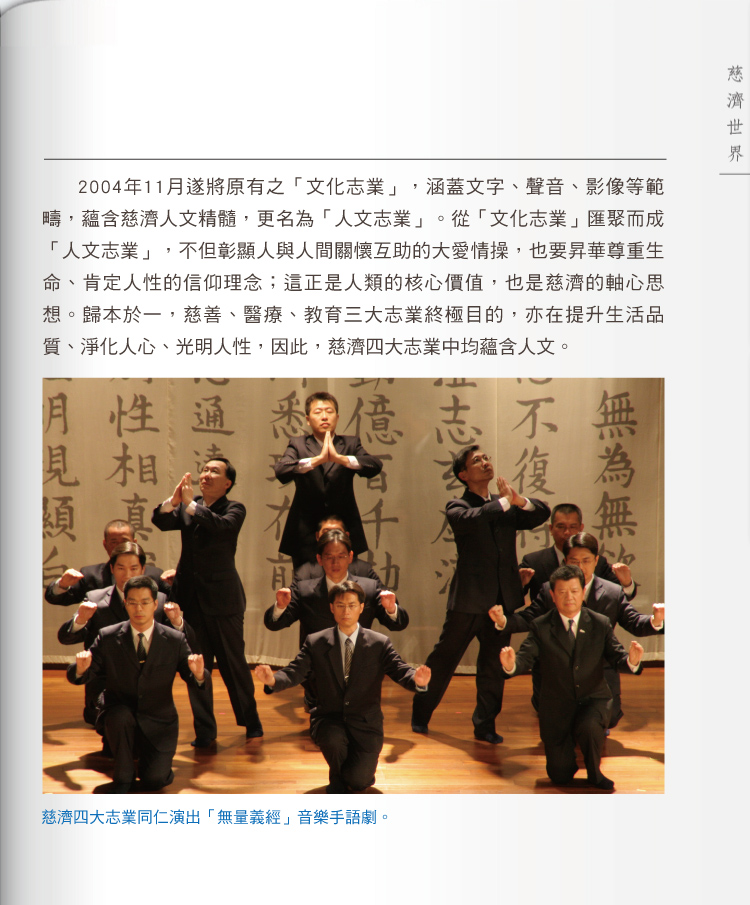 慈濟世界
2004年11月遂將原有之「文化志業」，涵蓋文字、聲音、影像等範
疇，蘊含慈濟人文精髓，更名為「人文志業」。從「文化志業」匯聚而成
「人文志業」，不但彰顯人與人間關懷互助的大愛情操，也要昇華尊重生
命、肯定人性的信仰理念；這正是人類的核心價值，也是慈濟的軸心思
想。歸本於一，慈善、醫療、教育三大志業終極目的，亦在提升生活品
質、淨化人心、光明人性，因此，慈濟四大志業中均蘊含人文。
無為無
不復
志玄
億百千劫
悉
通達
性相真
月見顯
慈濟四大志業同仁演出「無量義經」音樂手語劇。